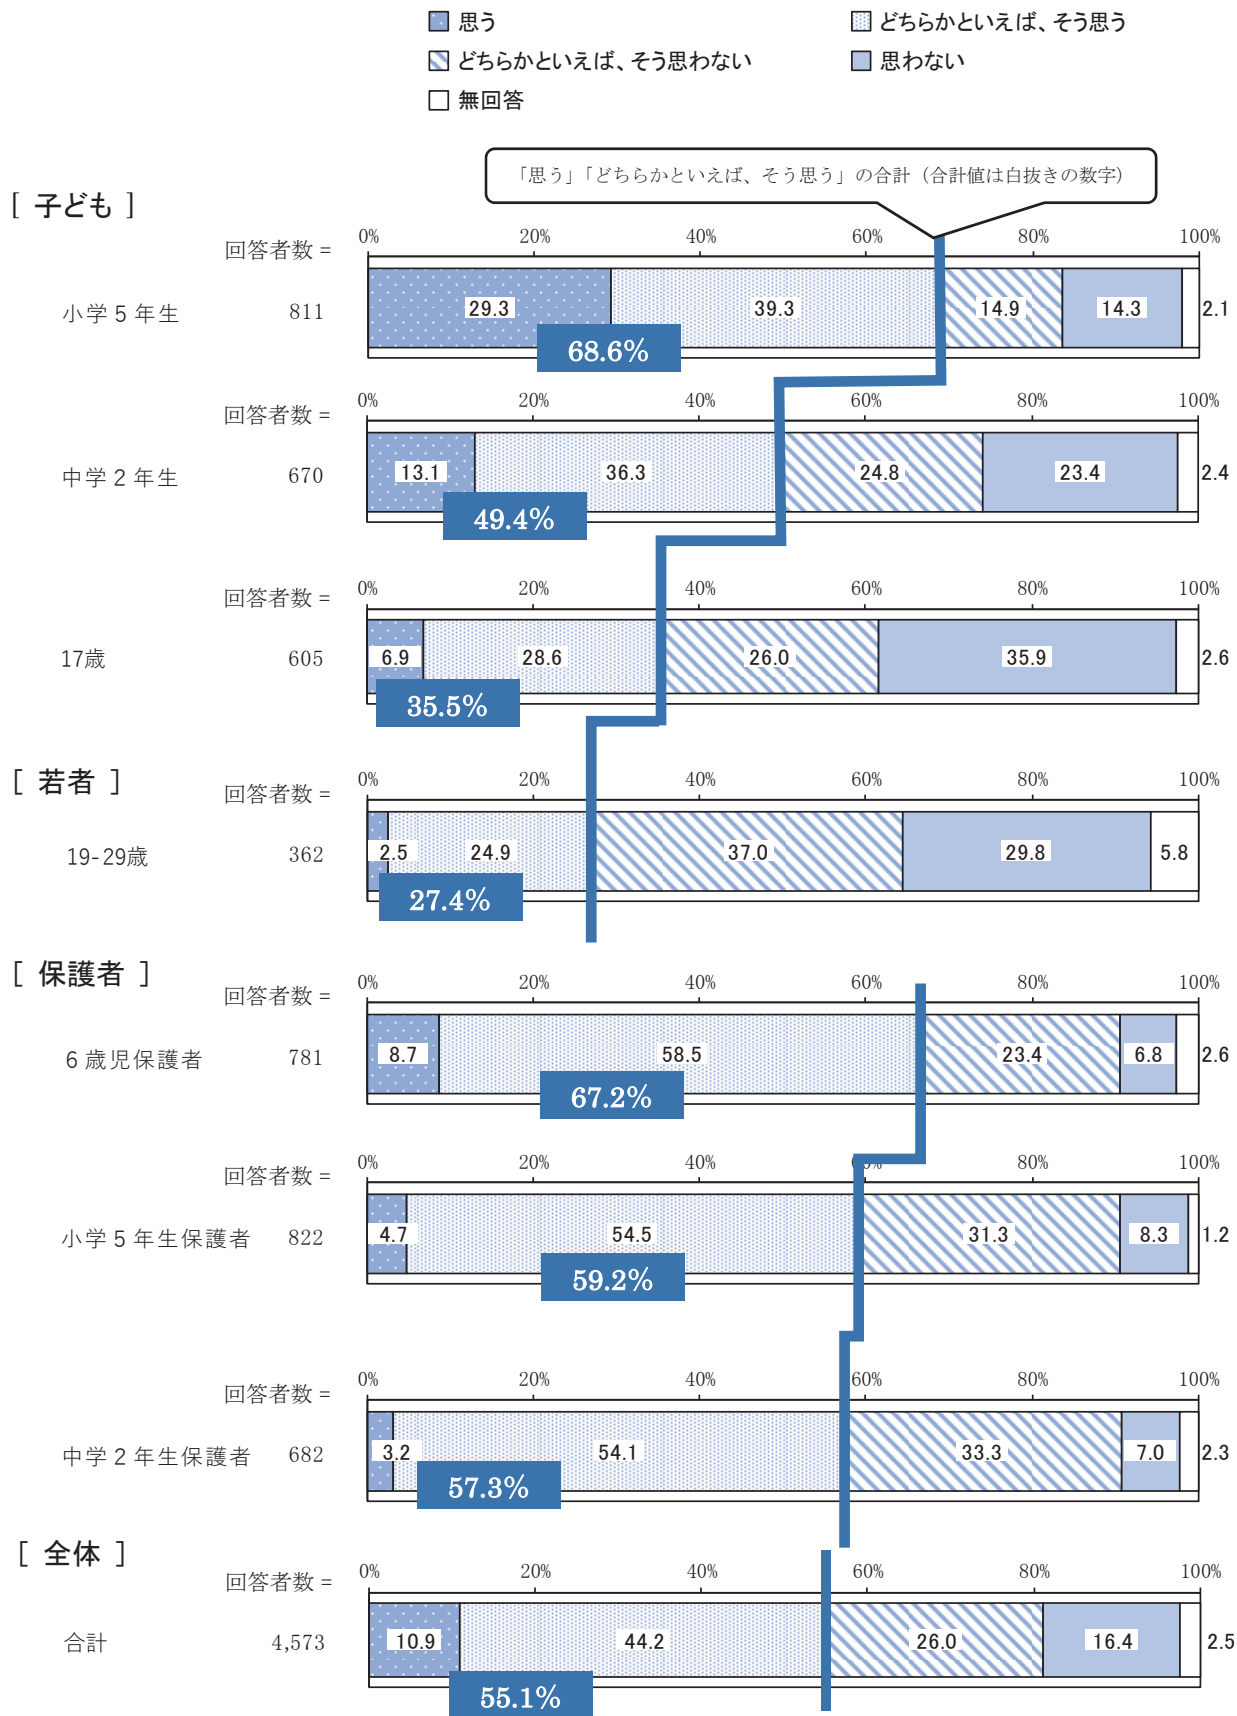 思う どちらかといえば、そう思う
どちらかといえば、そう思わない 思わない
無回答
「思う」「どちらかといえば、そう思う」の合計（合計値は白抜きの数字）
[ 子ども ]
0% 20% 40% 60% 80% 100%
回答者数 =
小学５年生 811 29.3 39.3 14.9 14.3 2.1
68.6%
0% 20% 40% 60% 80% 100%
回答者数 =
中学２年生 670 13.1 36.3 24.8 23.4 2.4
49.4%
0% 20% 40% 60% 80% 100%
回答者数 =
17歳 605 6.9 28.6 26.0 35.9 2.6
35.5%
[ 若者 ]
0% 20% 40% 60% 80% 100%
回答者数 =
19-29歳 362 2.5 24.9 37.0 29.8 5.8
27.4%
[ 保護者 ]
0% 20% 40% 60% 80% 100%
回答者数 =
６歳児保護者 781 8.7 58.5 23.4 6.8 2.6
67.2%
0% 20% 40% 60% 80% 100%
回答者数 =
小学５年生保護者 822 4.7 54.5 31.3 8.3 1.2
59.2%
0% 20% 40% 60% 80% 100%
回答者数 =
中学２年生保護者 682 3.2 54.1 33.3 7.0 2.3
57.3%
[ 全体 ]
0% 20% 40% 60% 80% 100%
回答者数 =
合計 4,573 10.9 44.2 26.0 16.4 2.5
55.1%